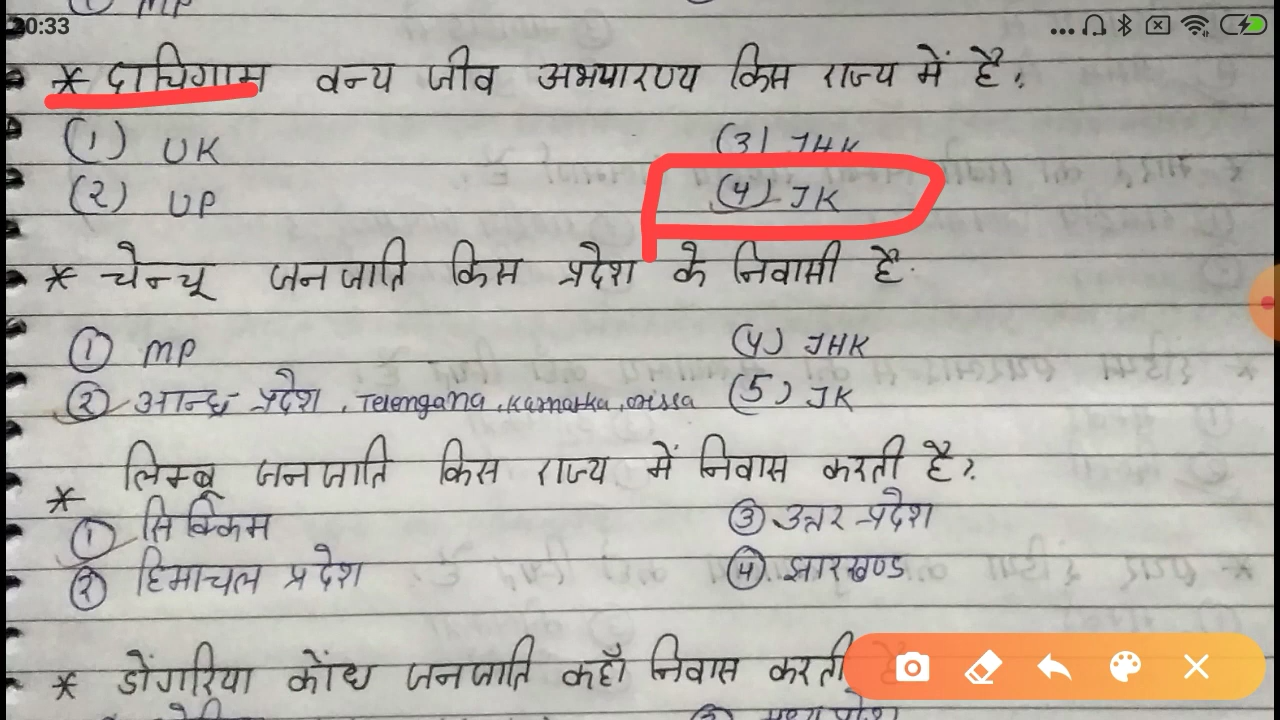 MP
20:33
* दाचिगाम वन्य जीव अभयारण्य किस राज्य में है?
(1) UK (3) JHK
(2) UP (4) JK
* चेन्चू जनजाति किस प्रदेश के निवासी है
① MP (4) JHK
② आन्ध्र प्रदेश, Telengana, Karnatka, orissa (5) JK
* लिम्बू जनजाति किस राज्य में निवास करती है?
① सिक्किम ③ उत्तर प्रदेश
② हिमाचल प्रदेश ④ झारखण्ड
* डोंगरिया कोंध जनजाति कहाँ निवास करती है